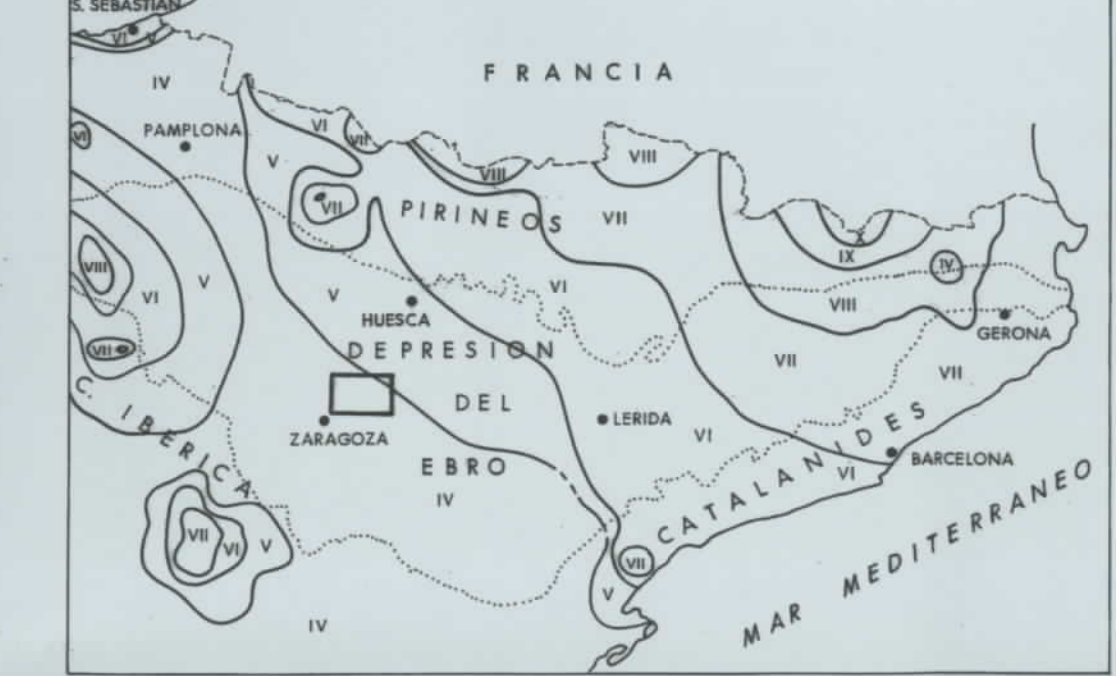 S. SEBASTIAN
VI V
IV
FRANCIA
VI
PAMPLONA
VI
VII
V
VIII
VIII
VII
PIRINEOS
VII
X
IX
IV
VIII
VI
V
VI
V
VIII
HUESCA
GERONA
VII
DEPRESION
VII
VII
C. IBERICA
DEL
LERIDA
VI
ZARAGOZA
CATALANIDES
BARCELONA
EBRO
VI
IV
VII
VI
V
VII
V
MAR MEDITERRANEO
IV